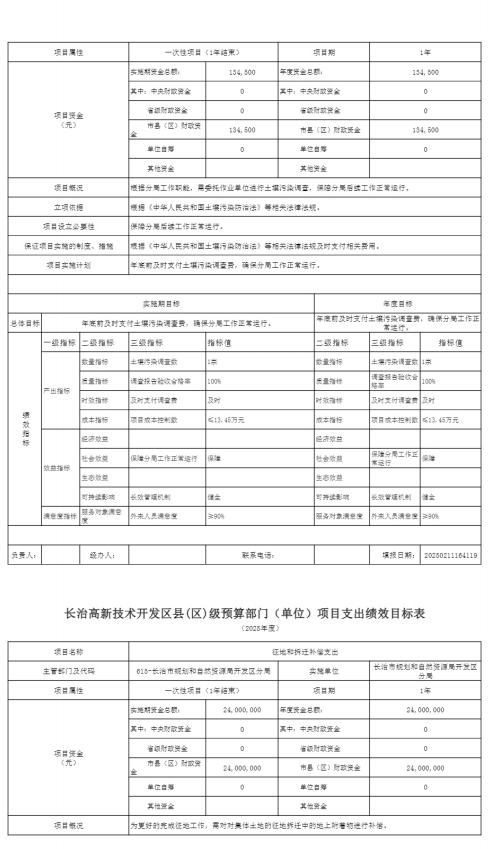 项目属性 一次性项目（1年结束） 项目期 1年
项目资金（元） 实施期资金总额： 134,500 年度资金总额： 134,500
其中：中央财政资金 0 其中：中央财政资金 0
省级财政资金 0 省级财政资金 0
市县（区）财政资金 134,500 市县（区）财政资金 134,500
单位自筹 0 单位自筹 0
其他资金 其他资金
项目概况 根据分局工作职能，需委托作业单位进行土壤污染调查，保障分局后续工作正常运行。
立项依据 根据《中华人民共和国土壤污染防治法》等相关法律法规。
项目设立必要性 保障分局后续工作正常运行。
保证项目实施的制度、措施 根据《中华人民共和国土壤污染防治法》等相关法律法规及时支付相关费用。
项目实施计划 年底前及时支付土壤污染调查费，确保分局工作正常运行。
实施期目标 年度目标
总体目标 年底前及时支付土壤污染调查费，确保分局工作正常运行。 年底前及时支付土壤污染调查费，确保分局工作正常运行。
绩效指标 一级指标 二级指标 三级指标 指标值 二级指标 三级指标 指标值
产出指标 数量指标 土壤污染调查数 1宗 数量指标 土壤污染调查数 1宗
质量指标 调查报告验收合格率 100% 质量指标 调查报告验收合格率 100%
时效指标 及时支付调查费 及时 时效指标 及时支付调查费 及时
成本指标 项目成本控制数 ≤13.45万元 成本指标 项目成本控制数 ≤13.45万元
效益指标 经济效益 经济效益
社会效益 保障分局工作正常运行 保障 社会效益 保障分局工作正常运行 保障
生态效益 生态效益
可持续影响 长效管理机制 健全 可持续影响 长效管理机制 健全
满意度指标 服务对象满意度 外来人员满意度 ≥90% 服务对象满意度 外来人员满意度 ≥90%
负责人： 经办人： 联系电话： 填报日期： 20250211164119
长治高新技术开发区县(区)级预算部门（单位）项目支出绩效目标表
（2025年度）
项目名称 征地和拆迁补偿支出
主管部门及代码 615-长治市规划和自然资源局开发区分局 实施单位 长治市规划和自然资源局开发区分局
项目属性 一次性项目（1年结束） 项目期 1年
项目资金（元） 实施期资金总额： 24,000,000 年度资金总额： 24,000,000
其中：中央财政资金 0 其中：中央财政资金 0
省级财政资金 0 省级财政资金 0
市县（区）财政资金 24,000,000 市县（区）财政资金 24,000,000
单位自筹 0 单位自筹 0
其他资金 其他资金
项目概况 为更好的完成征地工作，需对对集体土地的征地拆迁中的地上附着物进行补偿。